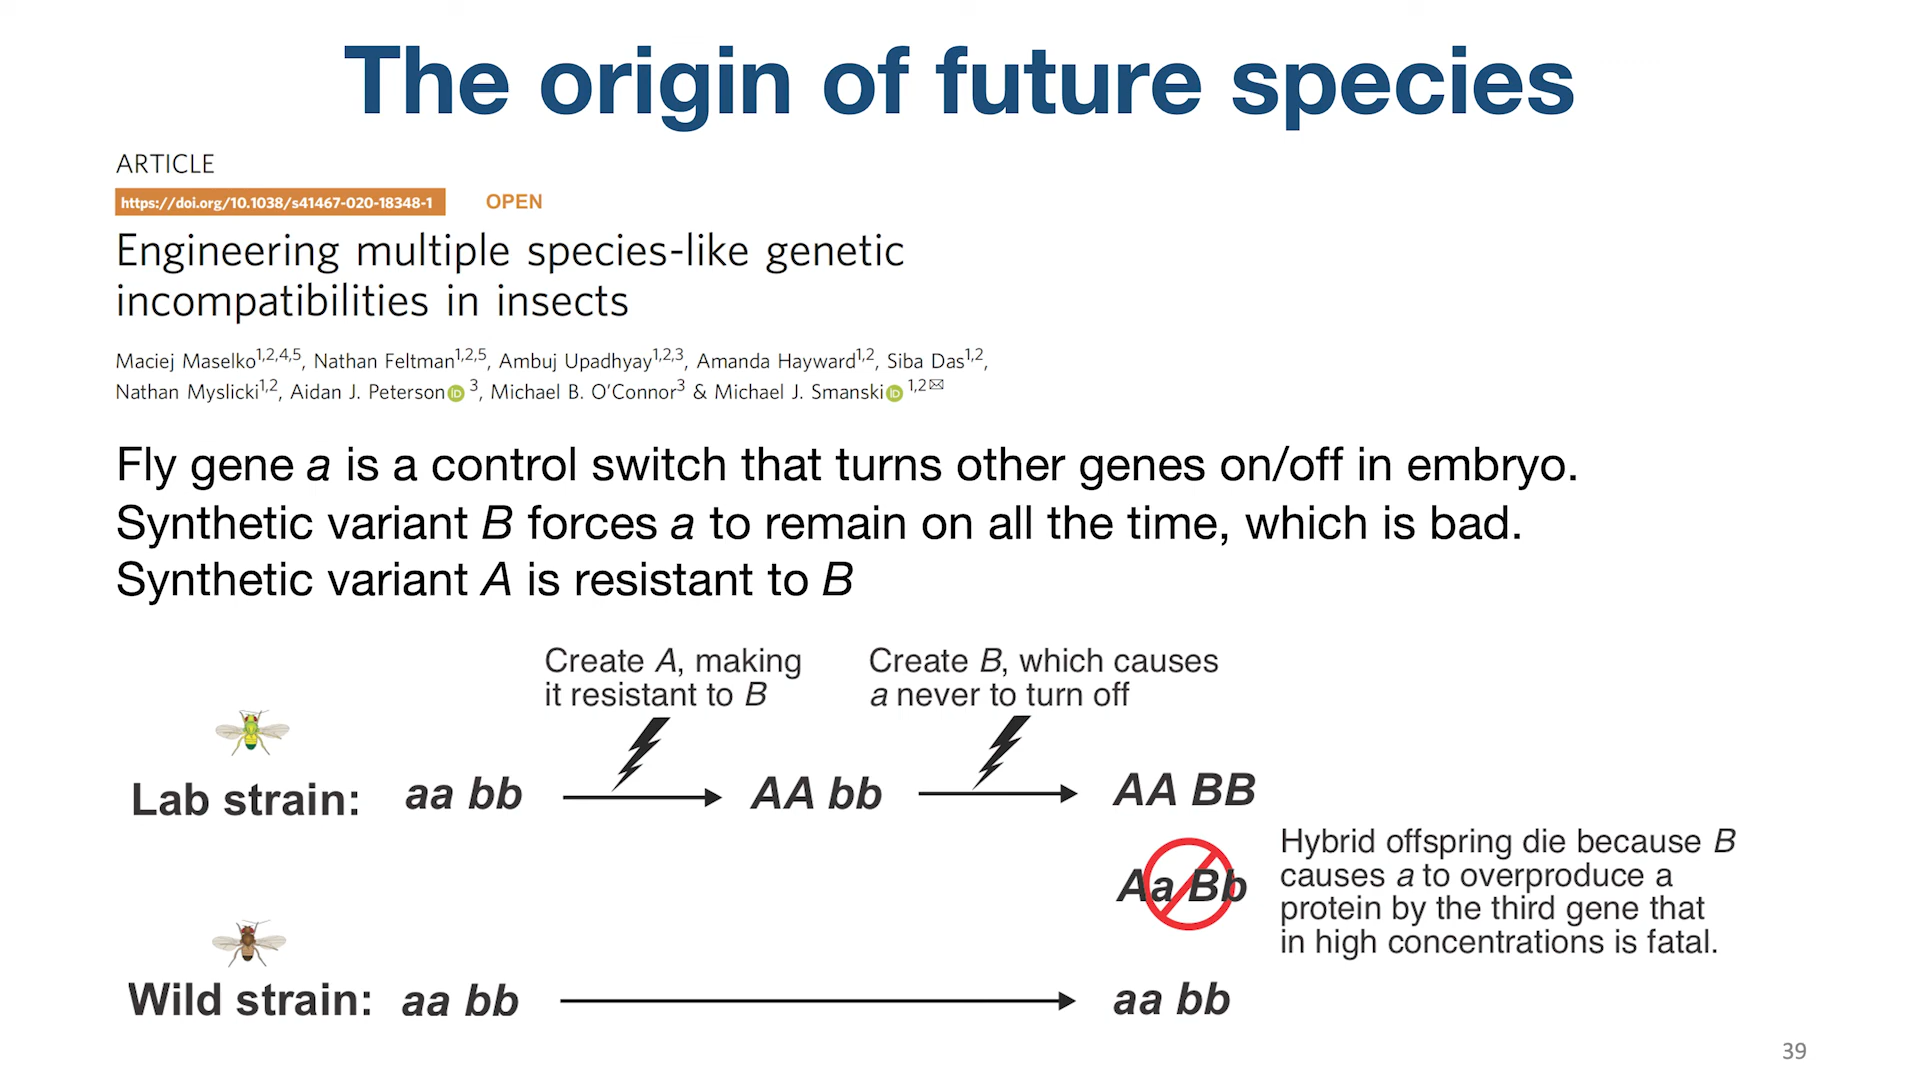 The origin of future species
ARTICLE
https://doi.org/10.1038/s41467-020-18348-1 OPEN
Engineering multiple species-like genetic
incompatibilities in insects
Maciej Maselko1,2,4,5, Nathan Feltman1,2,5, Ambuj Upadhyay1,2,3, Amanda Hayward1,2, Siba Das1,2,
Nathan Myslicki1,2, Aidan J. Peterson iD 3, Michael B. O'Connor3 & Michael J. Smanski iD 1,2✉
Fly gene a is a control switch that turns other genes on/off in embryo.
Synthetic variant B forces a to remain on all the time, which is bad.
Synthetic variant A is resistant to B
Create A, making
it resistant to B
Create B, which causes
a never to turn off
Lab strain: aa bb AA bb AA BB
Aa Bb
Hybrid offspring die because B
causes a to overproduce a
protein by the third gene that
in high concentrations is fatal.
Wild strain: aa bb aa bb
39